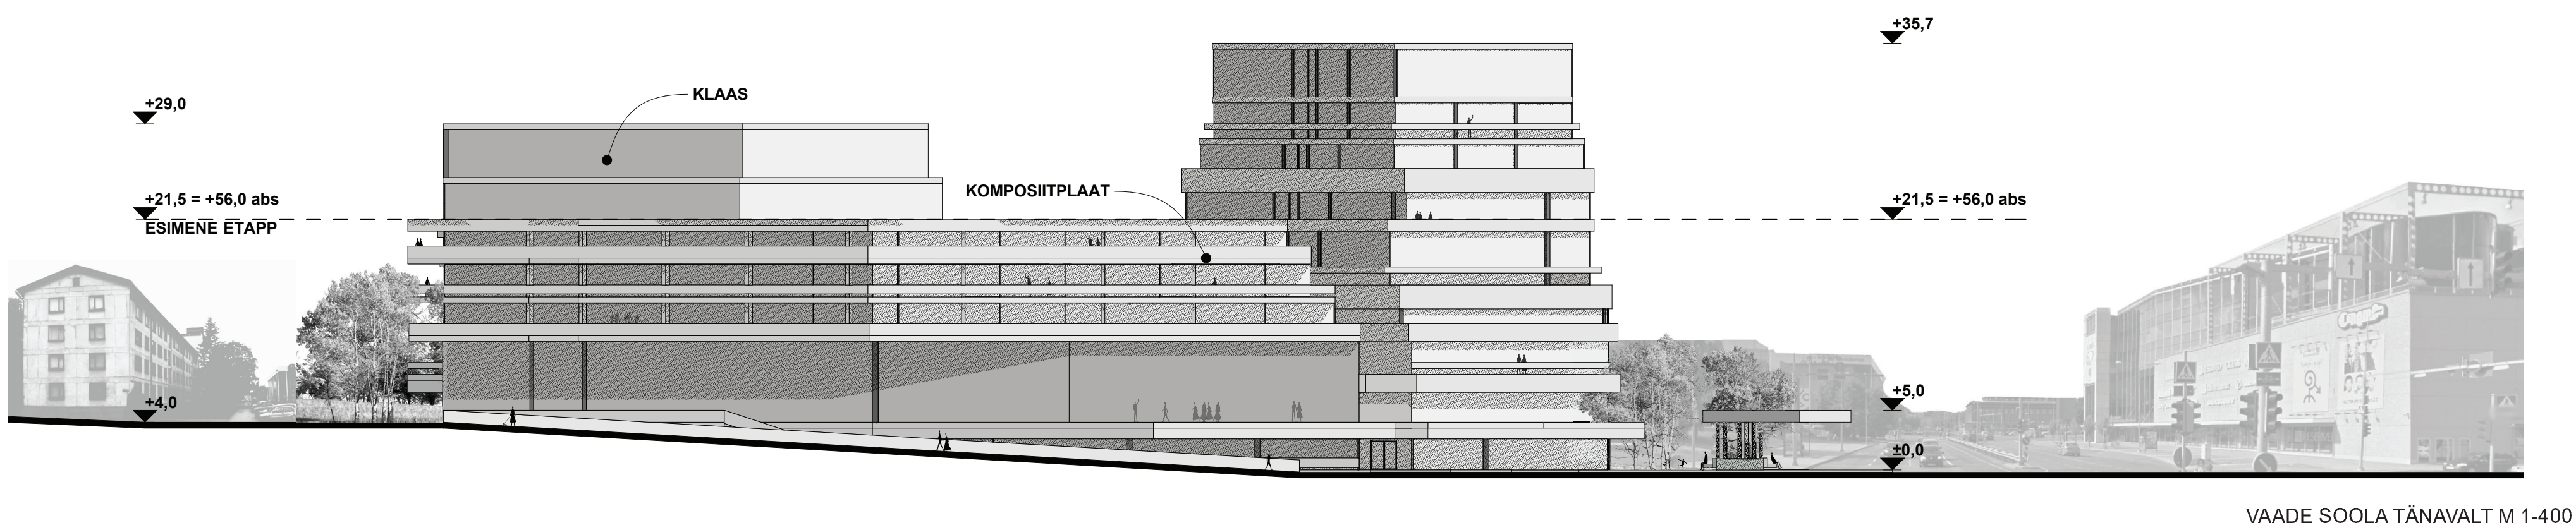 +35,7
+29,0
KLAAS
KOMPOSIITPLAAT
+21,5 = +56,0 abs
ESIMENE ETAPP
+21,5 = +56,0 abs
+4,0
+5,0
±0,0
VAADE SOOLA TÄNAVALT M 1-400